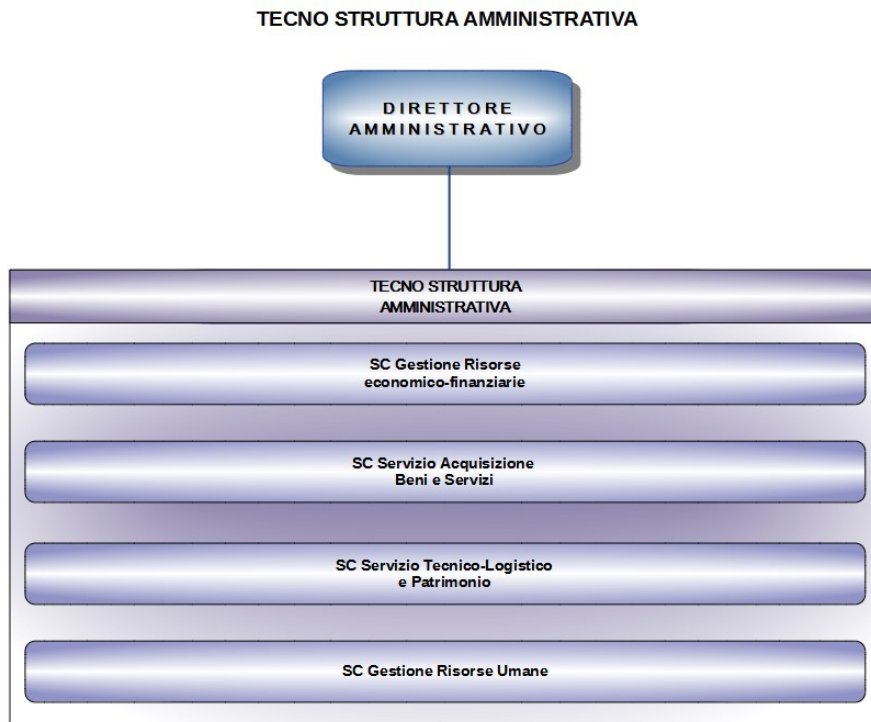 TECNO STRUTTURA AMMINISTRATIVA
DIRETTORE
AMMINISTRATIVO
TECNO STRUTTURA
AMMINISTRATIVA
SC Gestione Risorse
economico-finanziarie
SC Servizio Acquisizione
Beni e Servizi
SC Servizio Tecnico-Logistico
e Patrimonio
SC Gestione Risorse Umane